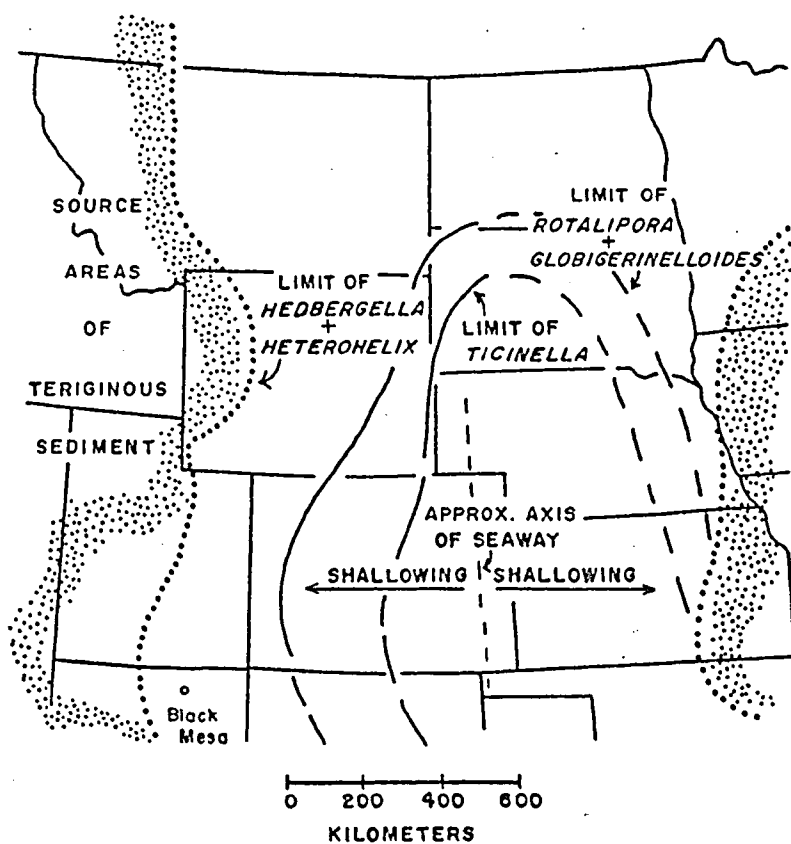 SOURCE
AREAS
OF
TERIGINOUS
SEDIMENT
LIMIT OF
HEDBERGELLA
+
HETEROHELIX
LIMIT OF
ROTALIPORA
+
GLOBIGERINELLOIDES
LIMIT OF
TICINELLA
APPROX. AXIS
OF SEAWAY
SHALLOWING
SHALLOWING
Black
Mesa
0 200 400 600
KILOMETERS